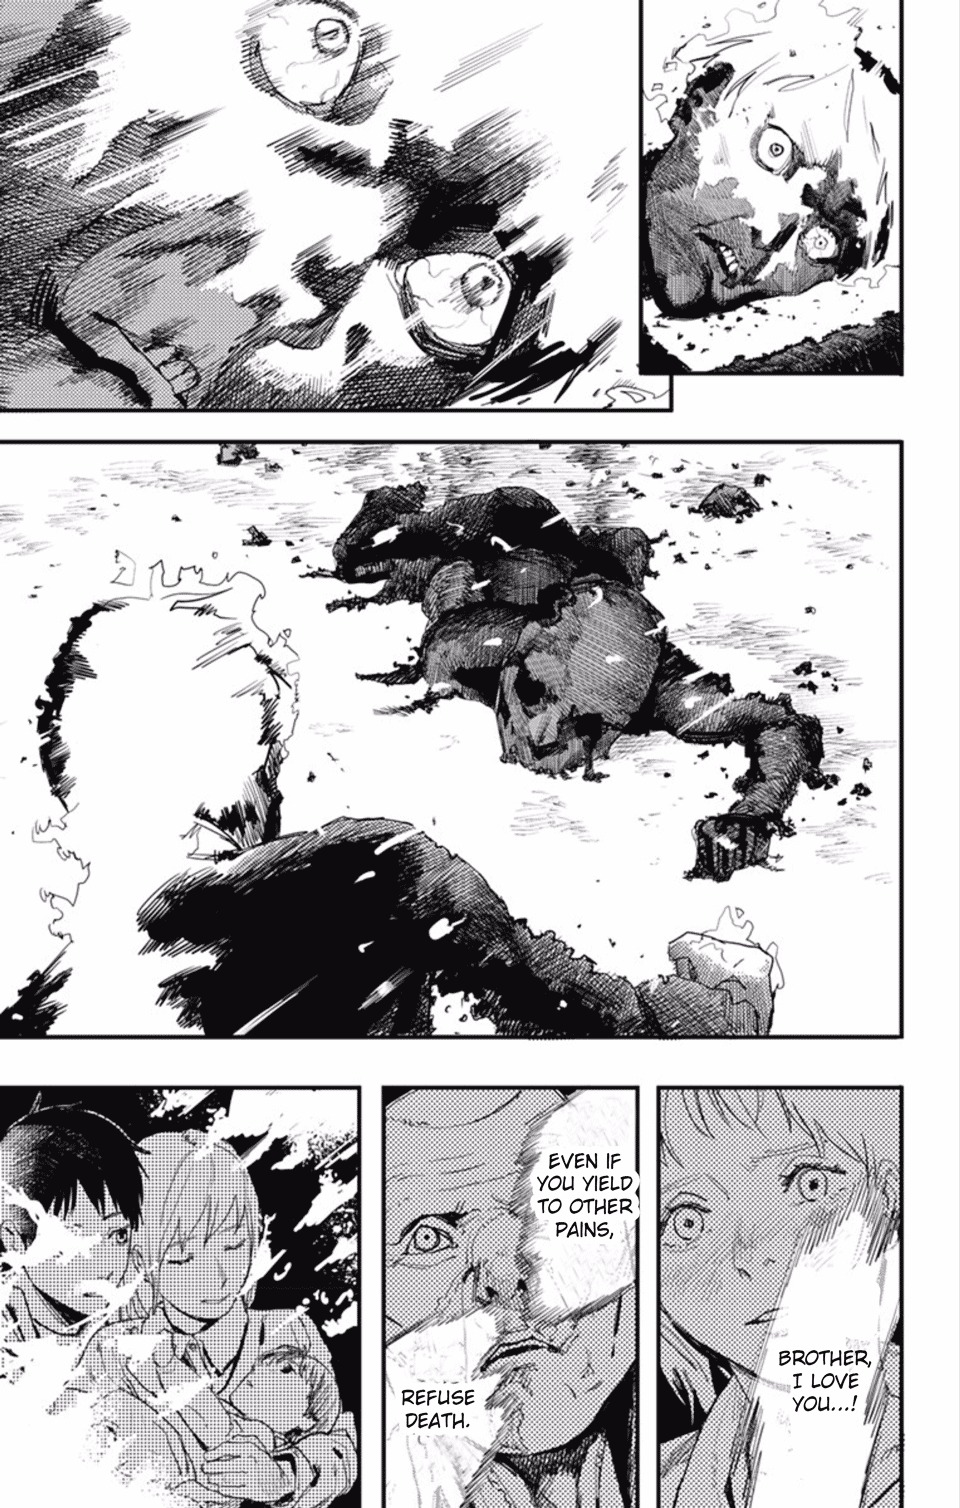 BROTHER,
I LOVE
YOU...!
EVEN IF
YOU YIELD
TO OTHER
PAINS,
REFUSE
DEATH.